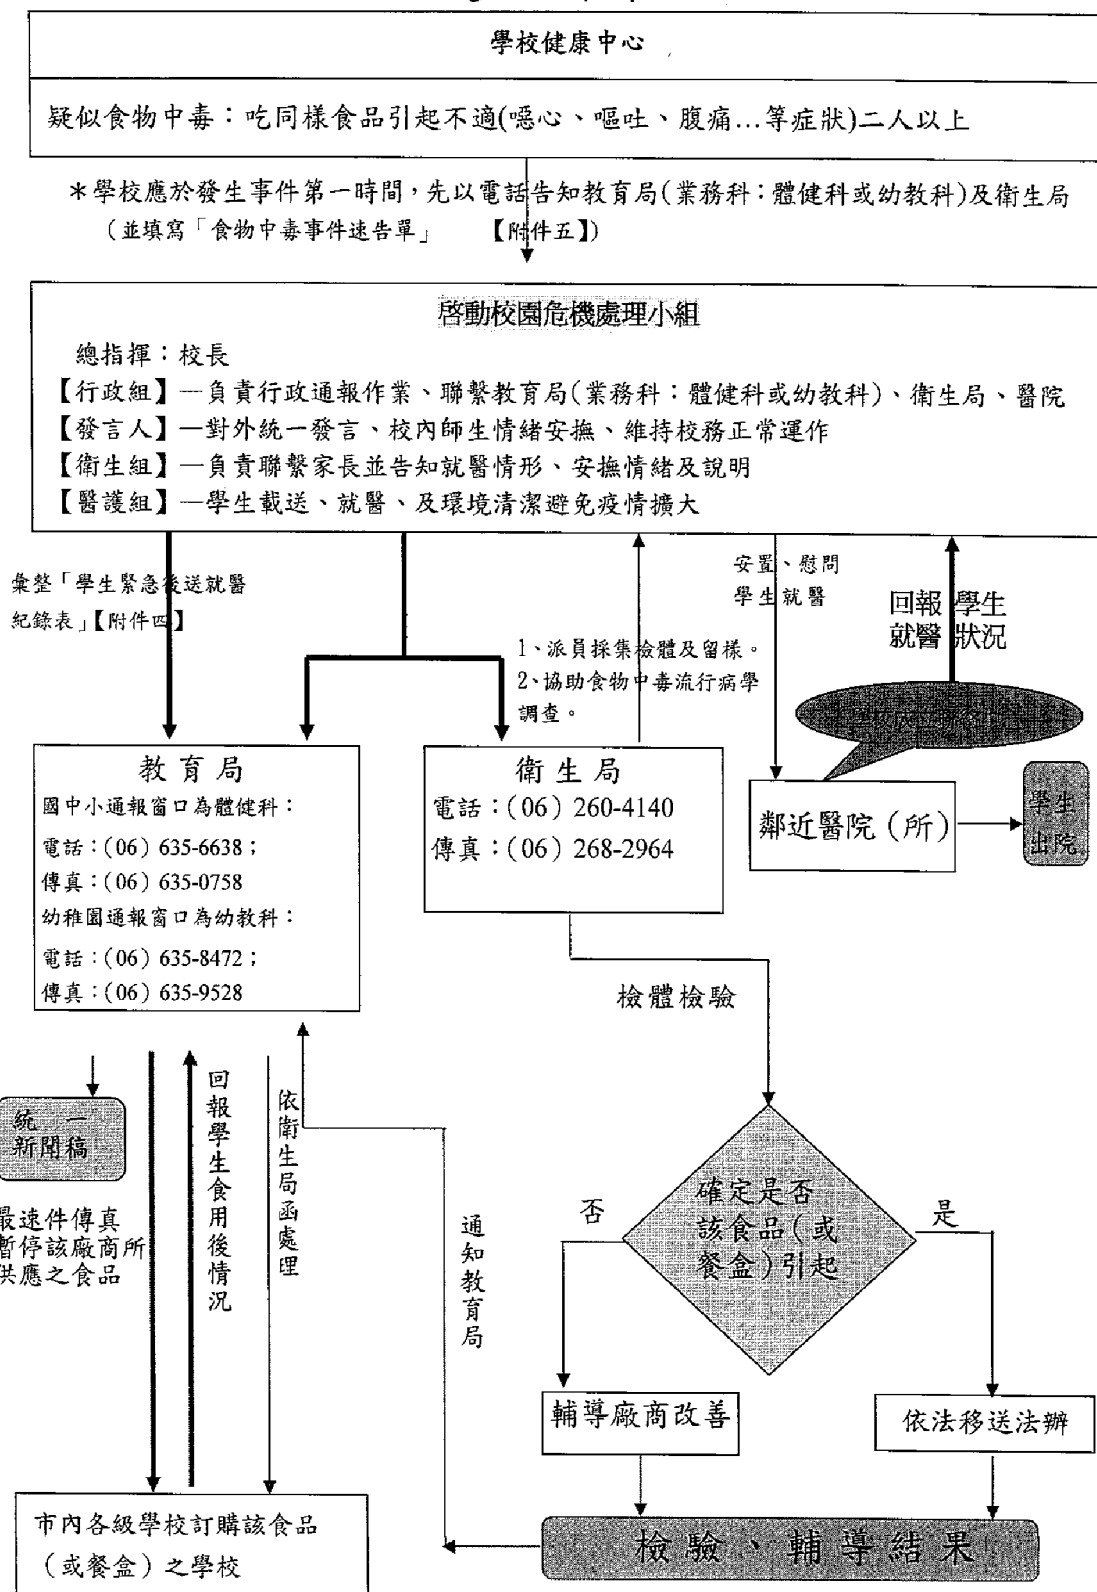 學校健康中心
疑似食物中毒：吃同樣食品引起不適(噁心、嘔吐、腹痛...等症狀)二人以上
＊學校應於發生事件第一時間，先以電話告知教育局(業務科：體健科或幼教科)及衛生局
（並填寫「食物中毒事件速告單」　【附件五】）
啓動校園危機處理小組
總指揮：校長
【行政組】—負責行政通報作業、聯繫教育局(業務科：體健科或幼教科)、衛生局、醫院
【發言人】—對外統一發言、校內師生情緒安撫、維持校務正常運作
【衛生組】—負責聯繫家長並告知就醫情形、安撫情緒及說明
【醫護組】—學生載送、就醫、及環境清潔避免疫情擴大
彙整「學生緊急後送就醫
紀錄表」【附件四】
1、派員採集檢體及留樣。
2、協助食物中毒流行病學
調查。
安置、慰問
學生就醫
回報學生
就醫狀況
教育局
國中小通報窗口為體健科：
電話：(06) 635-6638；
傳真：(06) 635-0758
幼稚園通報窗口為幼教科：
電話：(06) 635-8472；
傳真：(06) 635-9528
衛生局
電話：(06) 260-4140
傳真：(06) 268-2964
鄰近醫院（所）
學生
出院
檢體檢驗
統一
新聞稿
最速件傳真
暫停該廠商所
供應之食品
回報學生食用後情況
依衛生局函處理
通知教育局
確定是否
該食品（或
餐盒）引起
否
是
輔導廠商改善
依法移送法辦
檢驗、輔導結果
市內各級學校訂購該食品
（或餐盒）之學校